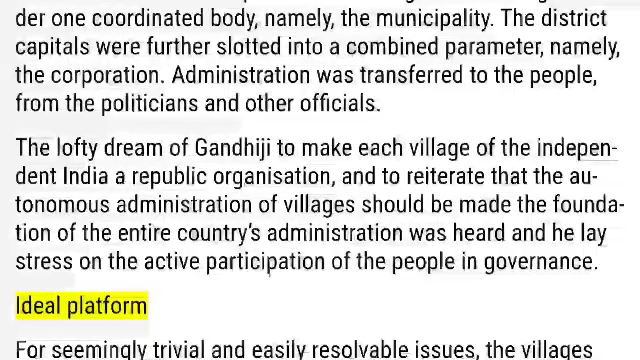 der one coordinated body, namely, the municipality. The district
capitals were further slotted into a combined parameter, namely,
the corporation. Administration was transferred to the people,
from the politicians and other officials.
The lofty dream of Gandhiji to make each village of the indepen-
dent India a republic organisation, and to reiterate that the au-
tonomous administration of villages should be made the founda-
tion of the entire country's administration was heard and he lay
stress on the active participation of the people in governance.
Ideal platform
For seemingly trivial and easily resolvable issues, the villages